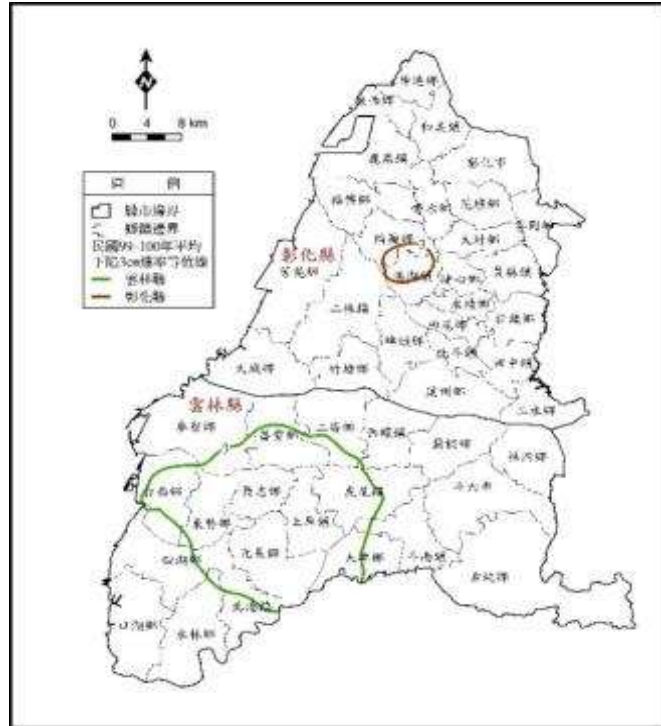 N
0 4 8 km
圖 例
縣市邊界
鄉鎮邊界
民國99-100年平均
下陷3cm速率等值線
雲林縣
彰化縣
伸港鄉
線西鄉
和美鎮
鹿港鎮
彰化市
福興鄉
秀水鄉
花壇鄉
芬園鄉
埔鹽鄉
大村鄉
彰化縣
芳苑鄉
溪湖鎮
埔心鄉
員林鎮
永靖鄉
二林鎮
田尾鄉
社頭鄉
埤頭鄉
北斗鎮
田中鎮
大城鄉
竹塘鄉
溪州鄉
二水鄉
雲林縣
麥寮鄉
崙背鄉
二崙鄉
西螺鎮
莿桐鄉
林內鄉
3
台西鄉
褒忠鄉
虎尾鎮
斗六市
東勢鄉
土庫鎮
四湖鄉
元長鄉
大埤鄉
斗南鎮
古坑鄉
北港鎮
口湖鄉
水林鄉